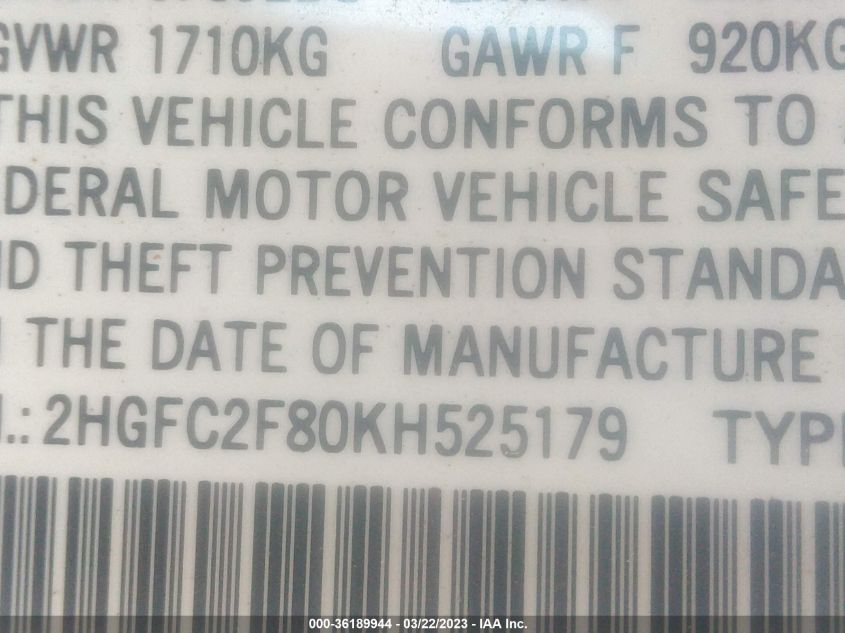 GVWR 1710KG GAWR F 920KG
THIS VEHICLE CONFORMS TO
DERAL MOTOR VEHICLE SAFE
ND THEFT PREVENTION STANDA
THE DATE OF MANUFACTURE
.: 2HGFC2F80KH525179 TYP
000-36189944 - 03/22/2023 - IAA Inc.